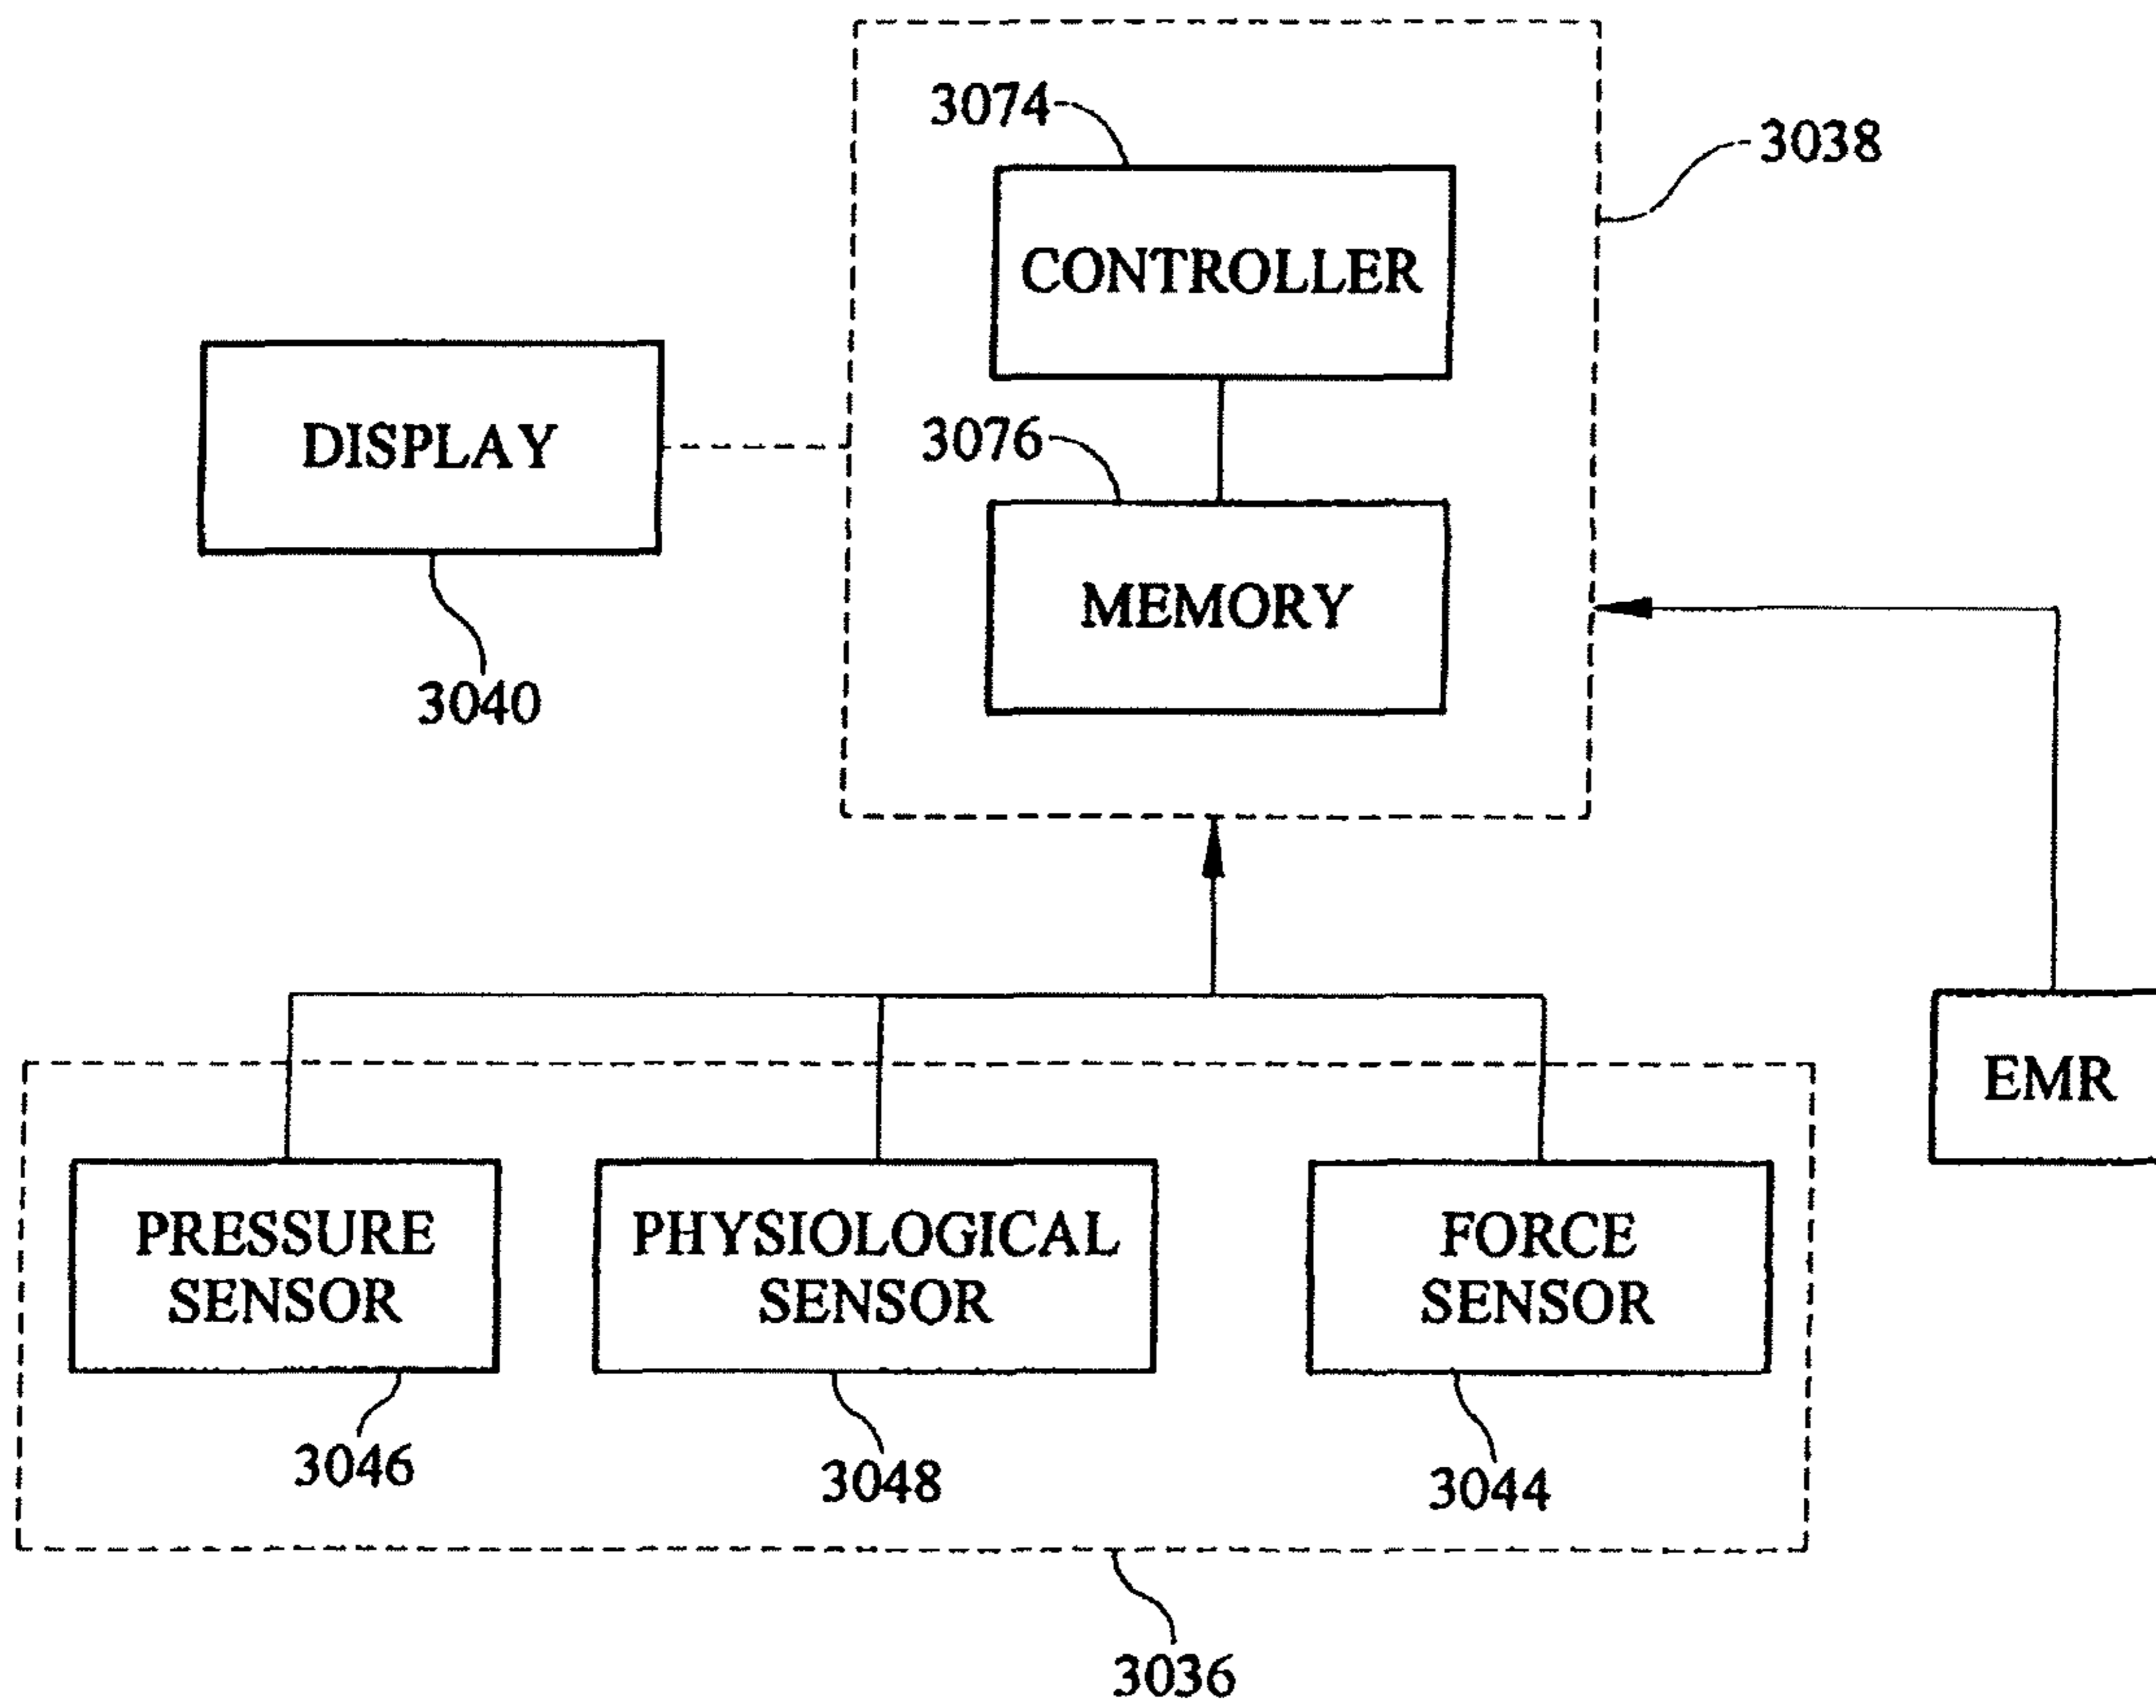 3074
3038
CONTROLLER
DISPLAY
3076
MEMORY
3040
EMR
PRESSURE
SENSOR
PHYSIOLOGICAL
SENSOR
FORCE
SENSOR
3046
3048
3044
3036